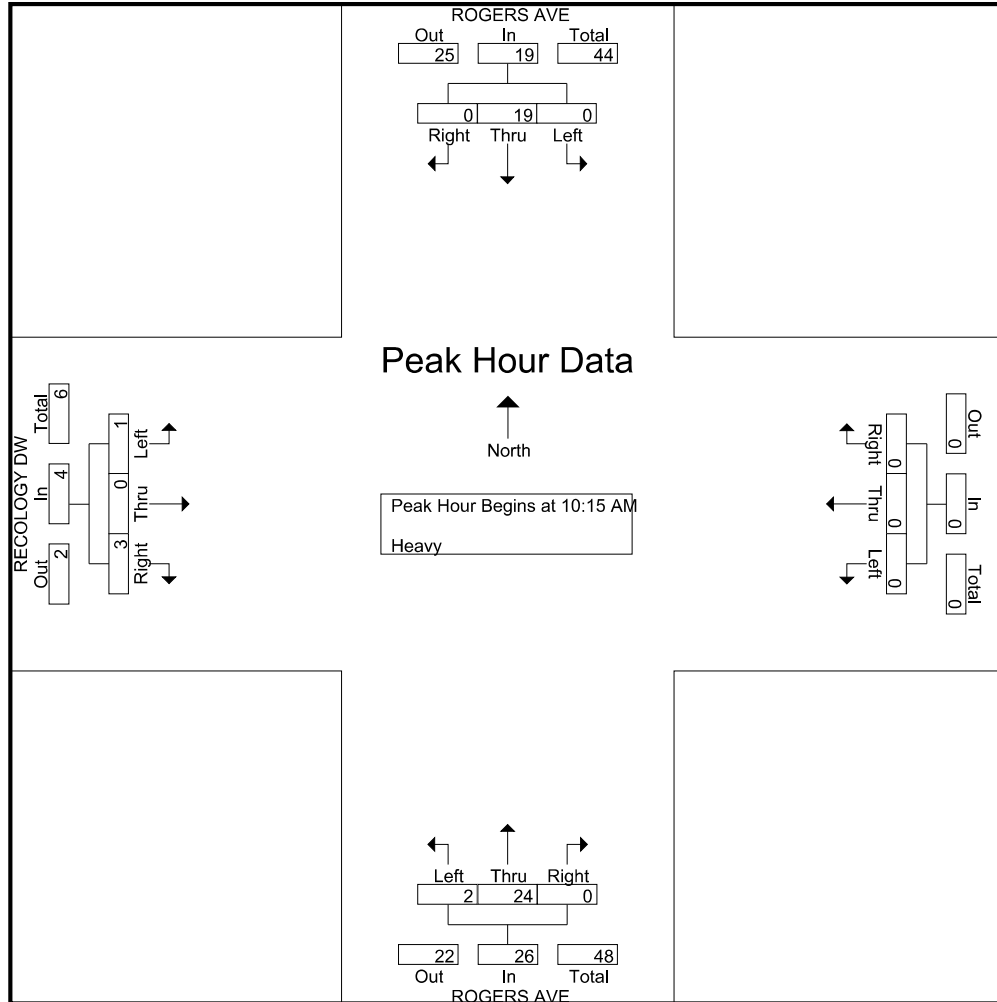 ROGERS AVE
Out In Total
25 19 44
0 19 0
Right Thru Left
Peak Hour Data
North
Peak Hour Begins at 10:15 AM
Heavy
RECOLOGY DW
Out In Total
2 4 6
Left Thru Right
1 0 3
Out In Total
0 0 0
Right Thru Left
0 0 0
Left Thru Right
2 24 0
22 26 48
Out In Total
ROGERS AVE